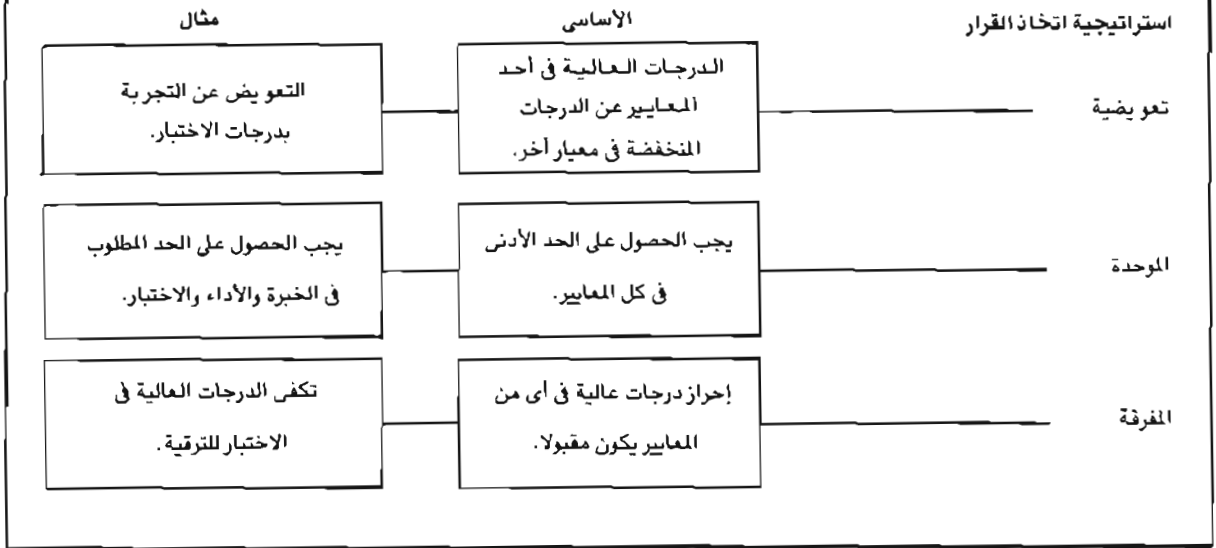 استراتيجية اتخاذ القرار
الأساسى
مثال
تعويضية
الدرجات العالية فى أحد
المعايير عن الدرجات
المنخفضة فى معيار أخر.
التعويض عن التجربة
بدرجات الاختبار.
الموحدة
يجب الحصول على الحد الأدنى
فى كل المعايير.
يجب الحصول على الحد المطلوب
فى الخبرة والأداء والاختبار.
المفرقة
إحراز درجات عالية فى أى من
المعايير يكون مقبولا.
تكفى الدرجات العالية فى
الاختبار للترقية.